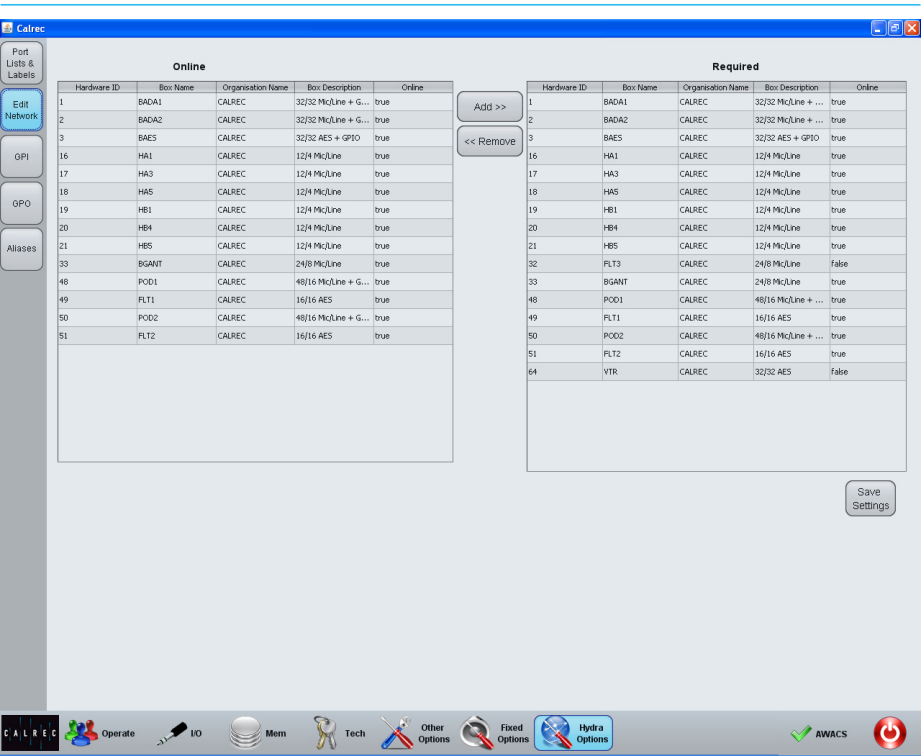 Calrec
Port
Lists &
Labels
Edit
Network
GPI
GPO
Aliases
Online
Hardware ID Box Name Organisation Name Box Description Online
1 BADA1 CALREC 32/32 Mic/Line + G... true
2 BADA2 CALREC 32/32 Mic/Line + G... true
3 BAES CALREC 32/32 AES + GPIO true
16 HA1 CALREC 12/4 Mic/Line true
17 HA3 CALREC 12/4 Mic/Line true
18 HA5 CALREC 12/4 Mic/Line true
19 HB1 CALREC 12/4 Mic/Line true
20 HB4 CALREC 12/4 Mic/Line true
21 HB5 CALREC 12/4 Mic/Line true
33 BGANT CALREC 24/8 Mic/Line true
48 POD1 CALREC 48/16 Mic/Line + G... true
49 FLT1 CALREC 16/16 AES true
50 POD2 CALREC 48/16 Mic/Line + G... true
51 FLT2 CALREC 16/16 AES true
Add >>
<< Remove
Required
Hardware ID Box Name Organisation Name Box Description Online
1 BADA1 CALREC 32/32 Mic/Line + ... true
2 BADA2 CALREC 32/32 Mic/Line + ... true
3 BAES CALREC 32/32 AES + GPIO true
16 HA1 CALREC 12/4 Mic/Line true
17 HA3 CALREC 12/4 Mic/Line true
18 HA5 CALREC 12/4 Mic/Line true
19 HB1 CALREC 12/4 Mic/Line true
20 HB4 CALREC 12/4 Mic/Line true
21 HB5 CALREC 12/4 Mic/Line true
32 FLT3 CALREC 24/8 Mic/Line false
33 BGANT CALREC 24/8 Mic/Line true
48 POD1 CALREC 48/16 Mic/Line + ... true
49 FLT1 CALREC 16/16 AES true
50 POD2 CALREC 48/16 Mic/Line + ... true
51 FLT2 CALREC 16/16 AES true
64 VTR CALREC 32/32 AES false
Save
Settings
CALREC
Operate
I/O
Mem
Tech
Other
Options
Fixed
Options
Hydra
Options
AWACS